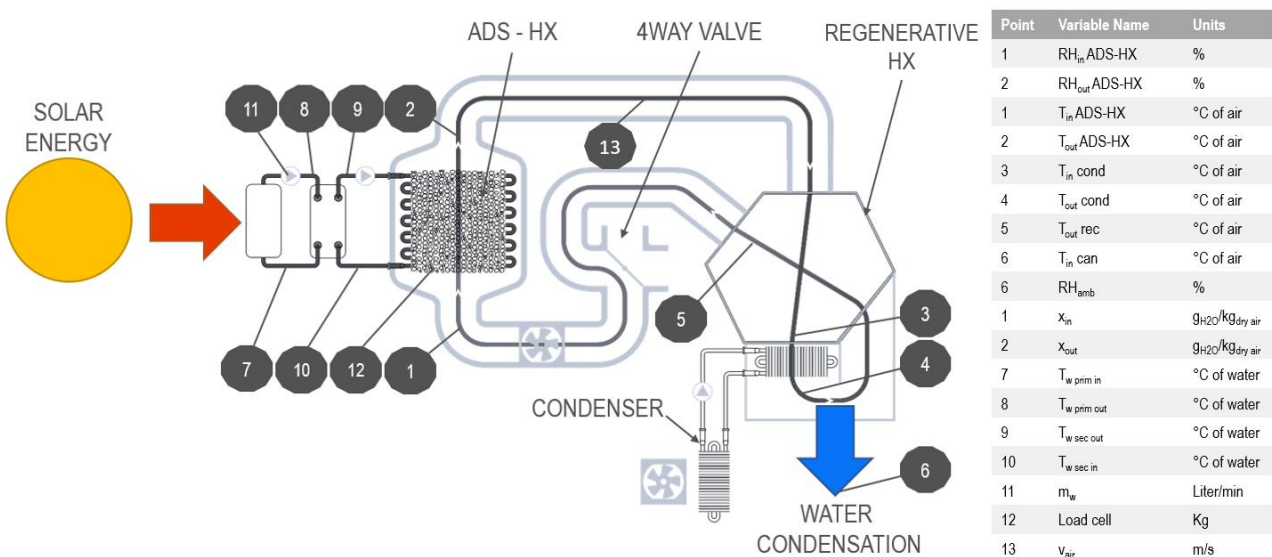 ADS - HX
4WAY VALVE
REGENERATIVE
HX
SOLAR
ENERGY
11
8
9
2
13
5
3
4
7
10
12
1
CONDENSER
6
WATER
CONDENSATION
Point Variable Name Units
1 RHin ADS-HX %
2 RHout ADS-HX %
1 Tin ADS-HX °C of air
2 Tout ADS-HX °C of air
3 Tin cond °C of air
4 Tout cond °C of air
5 Tout rec °C of air
6 Tin can °C of air
6 RHamb %
1 xin gH2O/kgdry air
2 xout gH2O/kgdry air
7 Tw prim in °C of water
8 Tw prim out °C of water
9 Tw sec out °C of water
10 Tw sec in °C of water
11 mw Liter/min
12 Load cell Kg
13 vair m/s